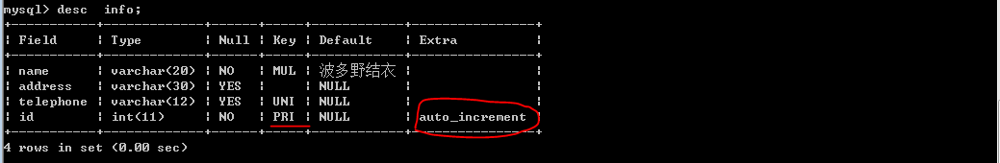 mysql> desc  info;
+-----------+-------------+------+-----+------------+----------------+
| Field     | Type        | Null | Key | Default    | Extra          |
+-----------+-------------+------+-----+------------+----------------+
| name      | varchar(20) | NO   | MUL | 波多野结衣 |                |
| address   | varchar(30) | YES  |     | NULL       |                |
| telephone | varchar(12) | YES  | UNI | NULL       |                |
| id        | int(11)     | NO   | PRI | NULL       | auto_increment |
+-----------+-------------+------+-----+------------+----------------+
4 rows in set (0.00 sec)